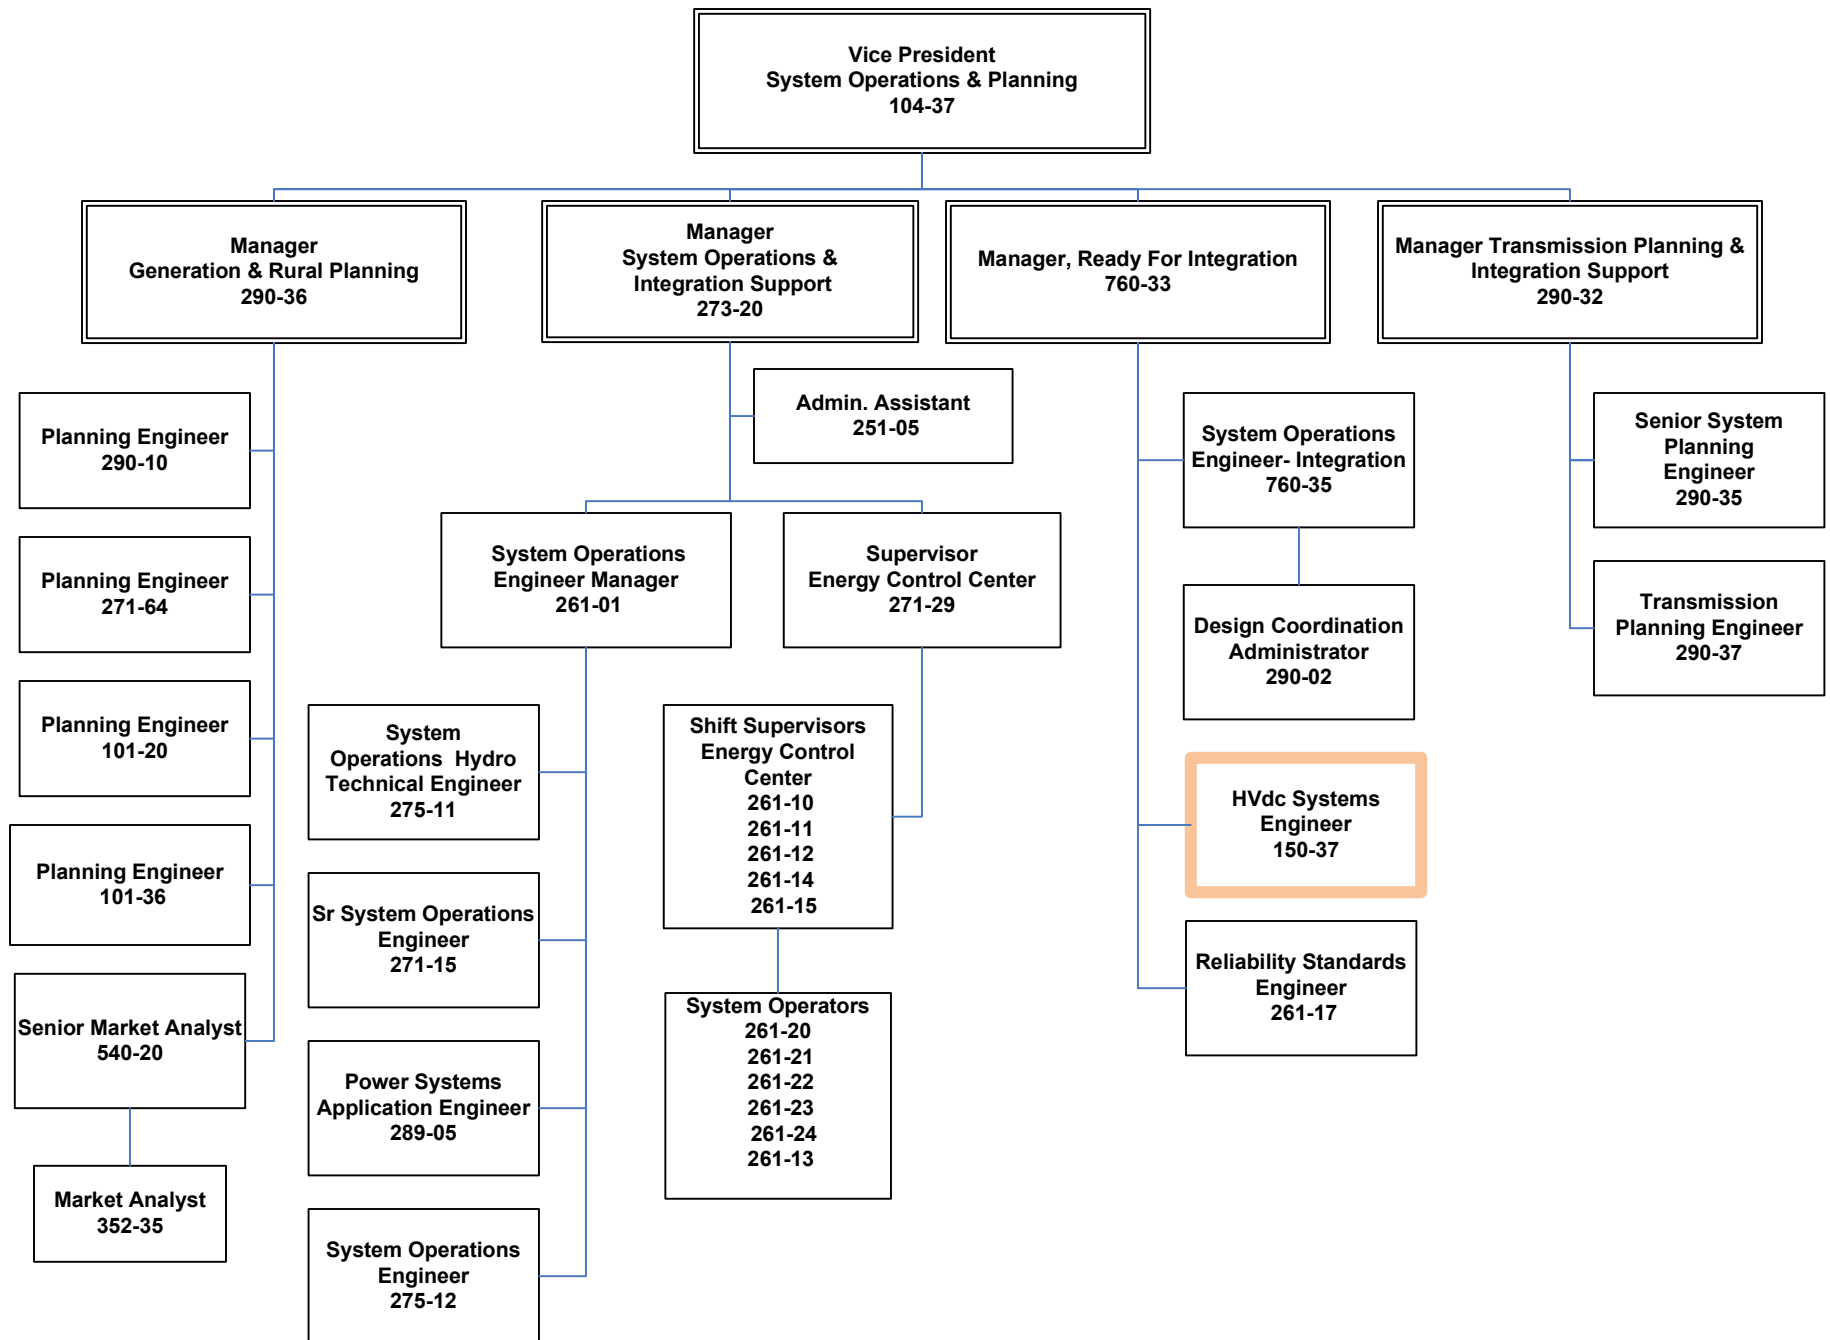 Vice President
System Operations & Planning
104-37
Manager
Generation & Rural Planning
290-36
Manager
System Operations &
Integration Support
273-20
Manager, Ready For Integration
760-33
Manager Transmission Planning &
Integration Support
290-32
Planning Engineer
290-10
Planning Engineer
271-64
Planning Engineer
101-20
Planning Engineer
101-36
Senior Market Analyst
540-20
Market Analyst
352-35
Admin. Assistant
251-05
System Operations
Engineer Manager
261-01
Supervisor
Energy Control Center
271-29
System
Operations Hydro
Technical Engineer
275-11
Sr System Operations
Engineer
271-15
Power Systems
Application Engineer
289-05
System Operations
Engineer
275-12
Shift Supervisors
Energy Control
Center
261-10
261-11
261-12
261-14
261-15
System Operators
261-20
261-21
261-22
261-23
261-24
261-13
System Operations
Engineer- Integration
760-35
Design Coordination
Administrator
290-02
HVdc Systems
Engineer
150-37
Reliability Standards
Engineer
261-17
Senior System
Planning
Engineer
290-35
Transmission
Planning Engineer
290-37